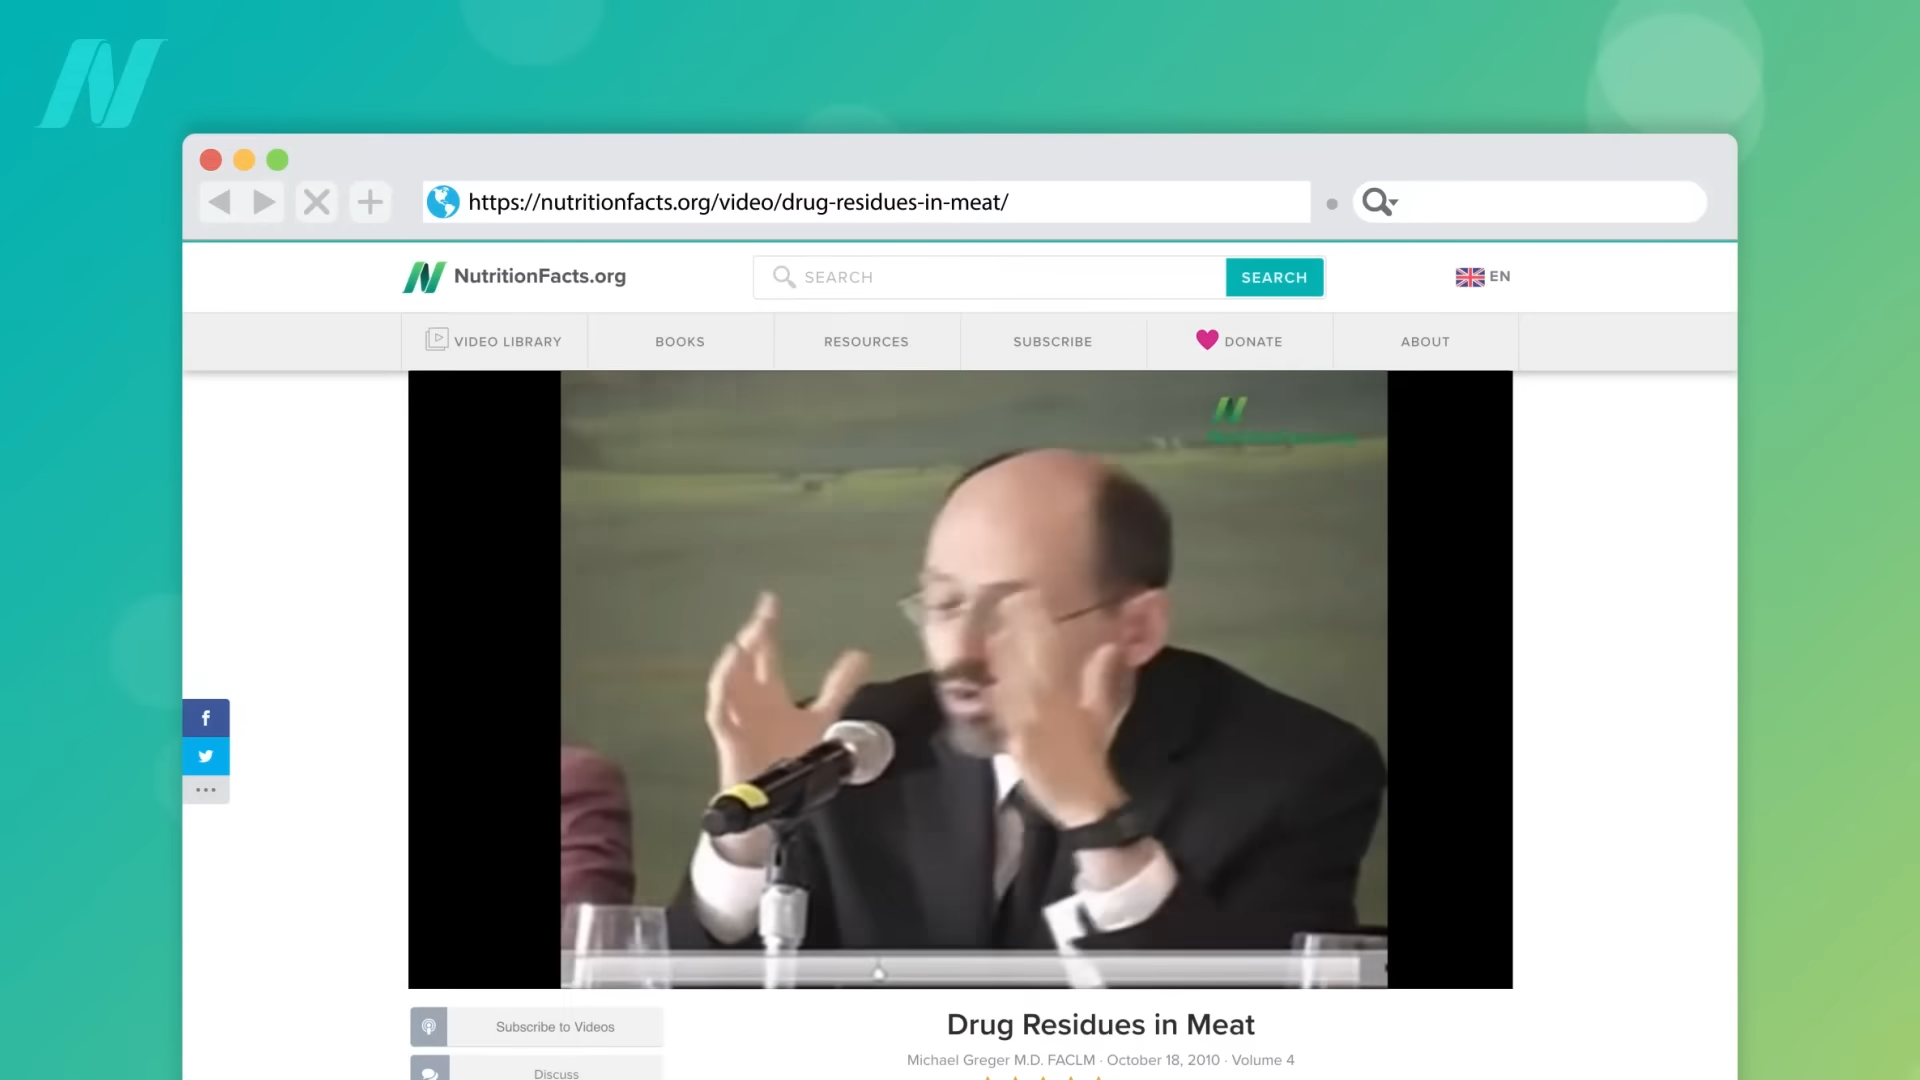 https://nutritionfacts.org/video/drug-residues-in-meat/
NutritionFacts.org
SEARCH
SEARCH
EN
VIDEO LIBRARY
BOOKS
RESOURCES
SUBSCRIBE
DONATE
ABOUT
Subscribe to Videos
Drug Residues in Meat
Michael Greger M.D. FACLM · October 18, 2010 · Volume 4
Discuss